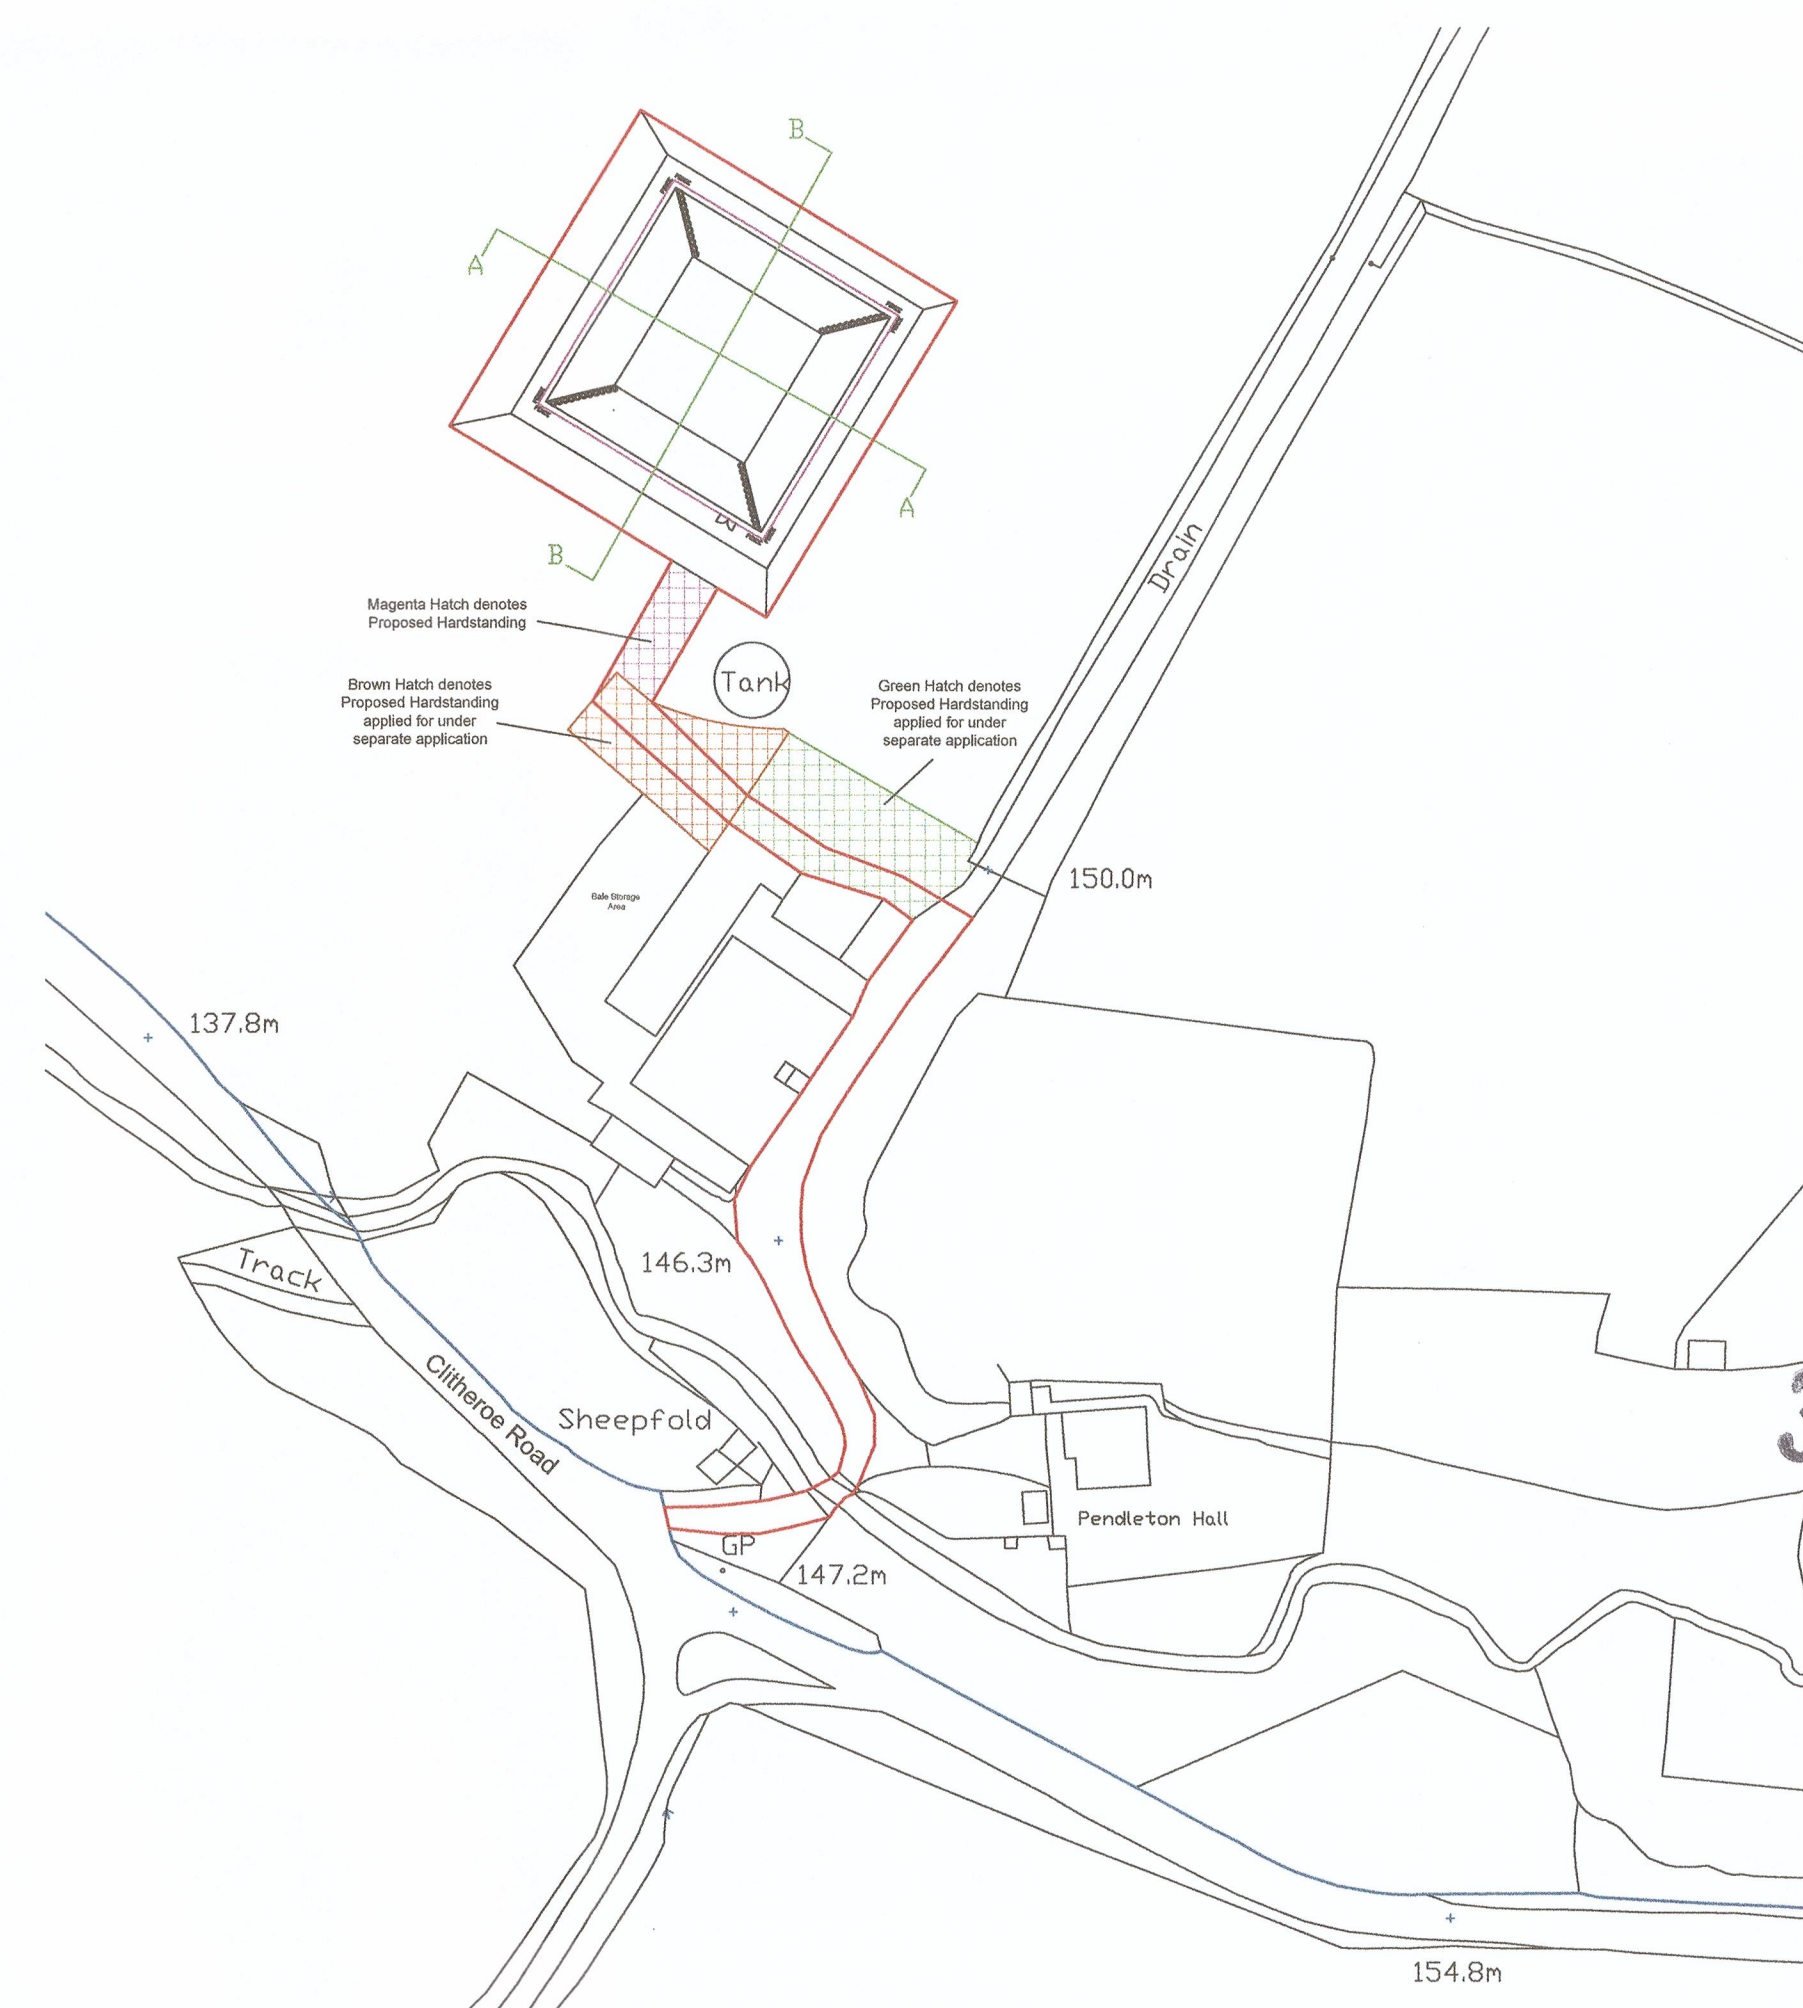 B
A
A
B
Drain
Magenta Hatch denotes
Proposed Hardstanding
Tank
Brown Hatch denotes
Proposed Hardstanding
applied for under
separate application
Green Hatch denotes
Proposed Hardstanding
applied for under
separate application
150.0m
Bale Storage
Area
137.8m
146.3m
Track
Clitheroe Road
Sheepfold
Pendleton Hall
GP
147.2m
154.8m